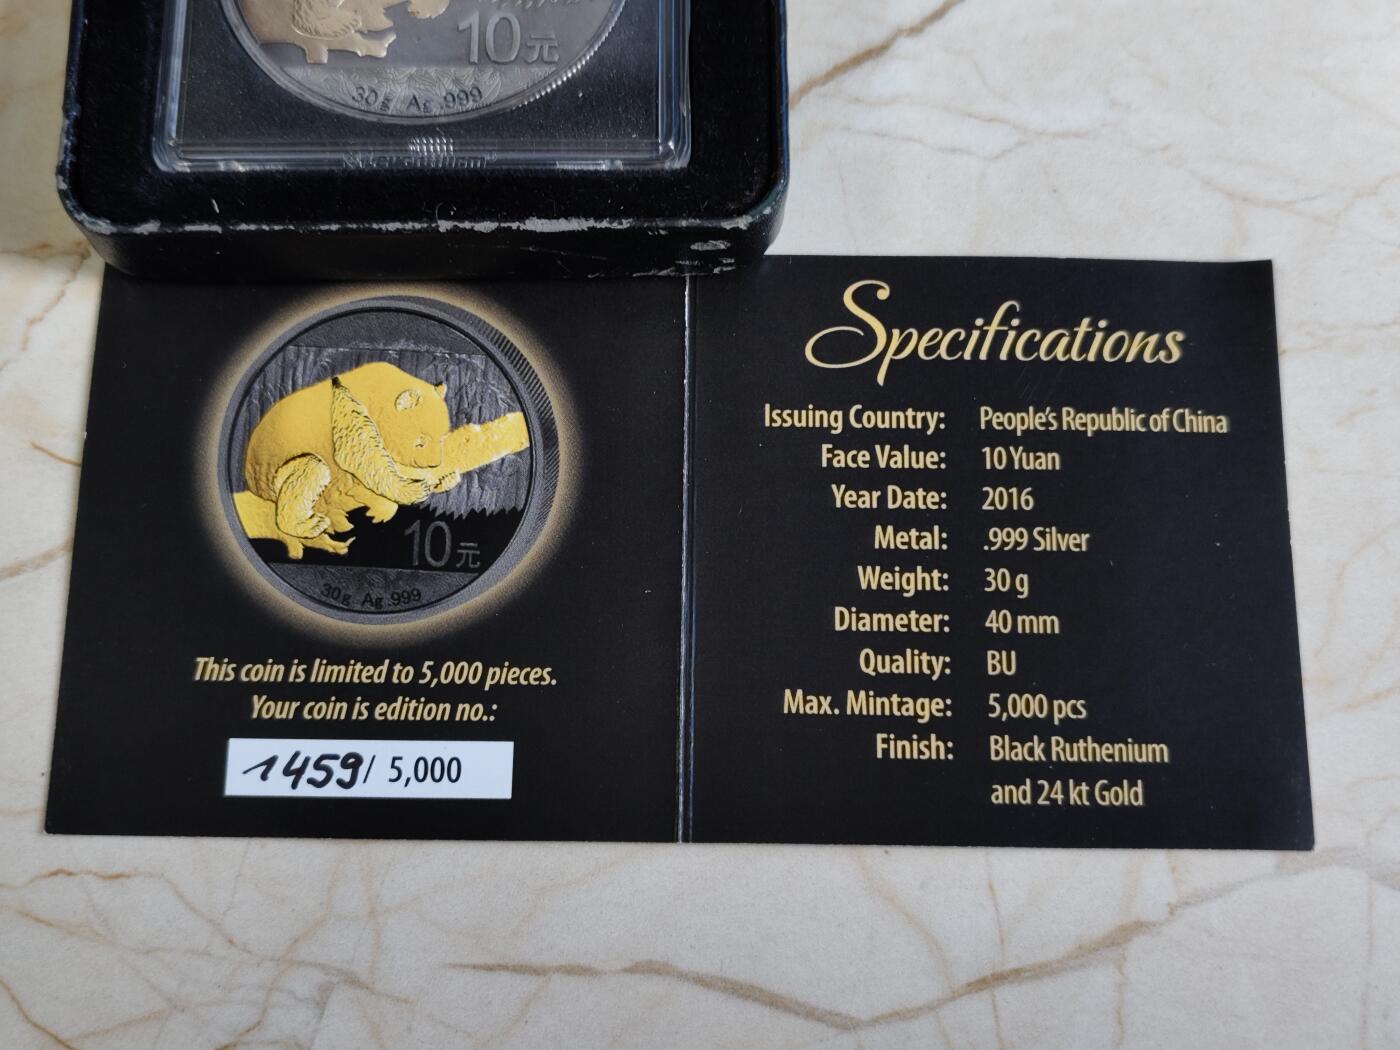 10元
30g Ag .999
10元
30g Ag .999
This coin is limited to 5,000 pieces.
Your coin is edition no.:
1459/ 5,000
Specifications
Issuing Country: People's Republic of China
Face Value: 10 Yuan
Year Date: 2016
Metal: .999 Silver
Weight: 30 g
Diameter: 40 mm
Quality: BU
Max. Mintage: 5,000 pcs
Finish: Black Ruthenium
and 24 kt Gold